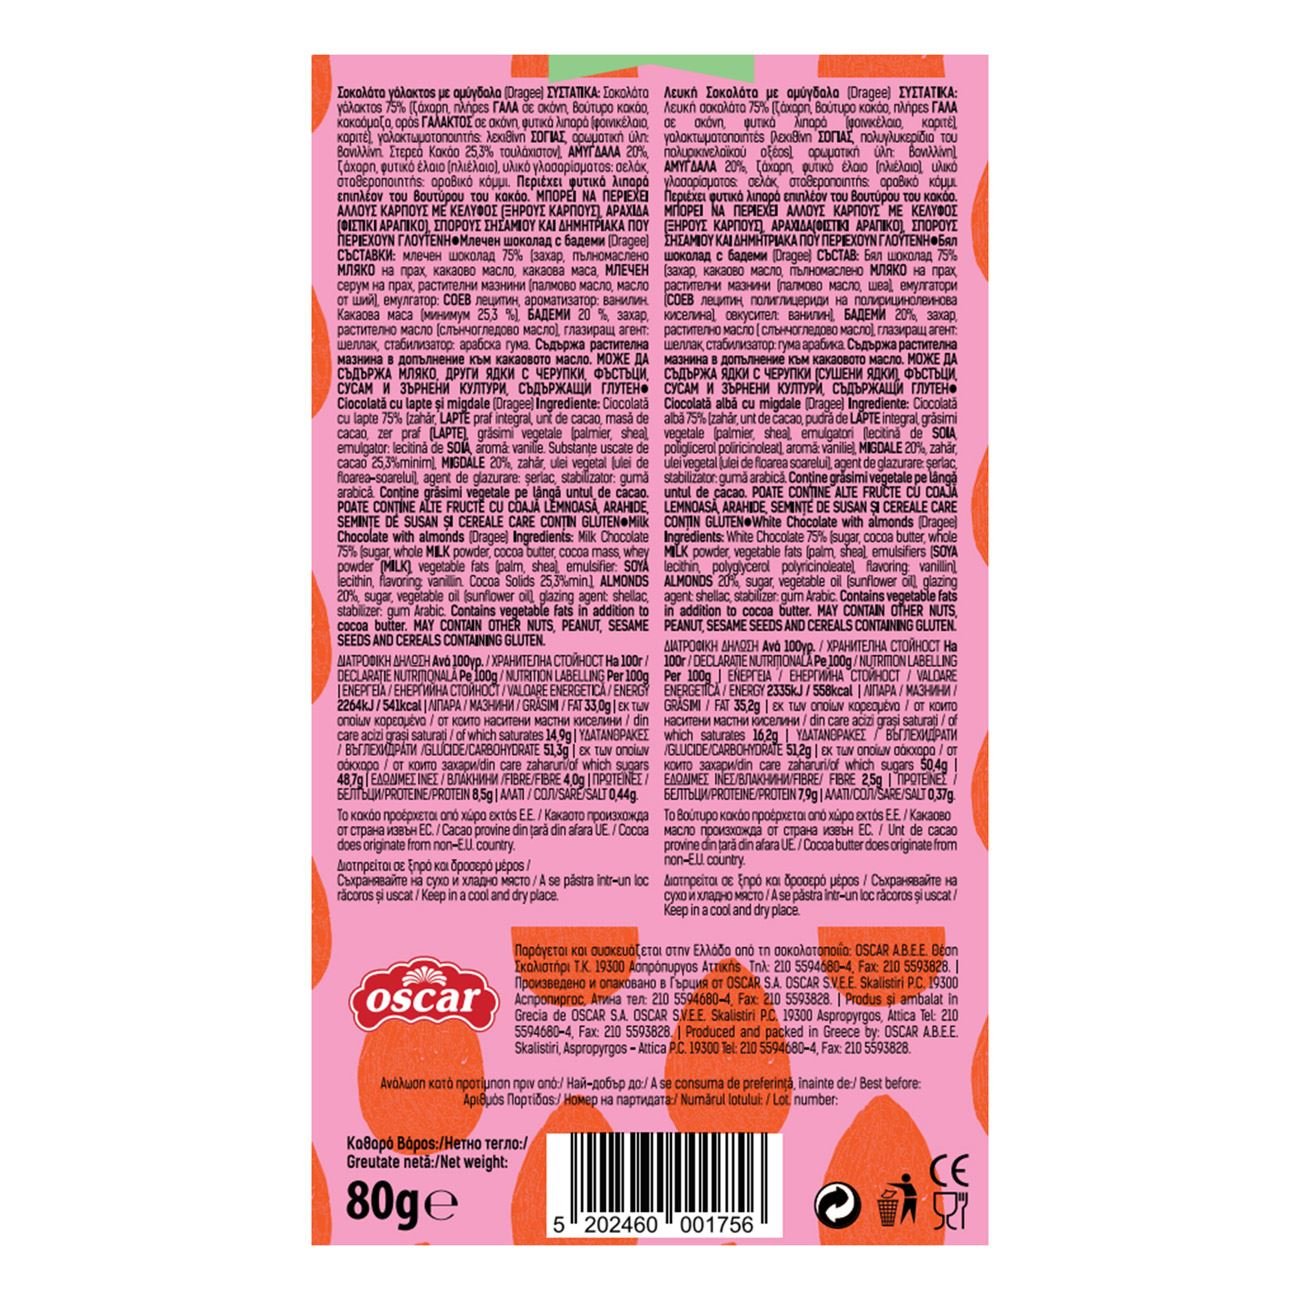 Σοκολάτα γάλακτος με αμύγδαλα (Dragee) ΣΥΣΤΑΤΙΚΑ: Σοκολάτα
γάλακτος 75% (ζάχαρη, πλήρες ΓΑΛΑ σε σκόνη, βούτυρο κακάο,
κακαόμαζα, ορός ΓΑΛΑΚΤΟΣ σε σκόνη, φυτικά λιπαρά (φοινικέλαιο,
καριτέ), γαλακτωματοποιητής: λεκιθίνη ΣΟΓΙΑΣ, αρωματική ύλη:
βανιλλίνη. Στερεά Κακάο 25,3% τουλάχιστον), ΑΜΥΓΔΑΛΑ 20%,
ζάχαρη, φυτικό έλαιο (ηλιέλαιο), υλικό γλασαρίσματος: σελάκ,
σταθεροποιητής: αραβικό κόμμι. Περιέχει φυτικά λιπαρά
επιπλέον του βουτύρου του κακάο. ΜΠΟΡΕΙ ΝΑ ΠΕΡΙΕΧΕΙ
ΑΛΛΟΥΣ ΚΑΡΠΟΥΣ ΜΕ ΚΕΛΥΦΟΣ (ΞΗΡΟΥΣ ΚΑΡΠΟΥΣ), ΑΡΑΧΙΔΑ
(ΦΙΣΤΙΚΙ ΑΡΑΠΙΚΟ), ΣΠΟΡΟΥΣ ΣΗΣΑΜΙΟΥ ΚΑΙ ΔΗΜΗΤΡΙΑΚΑ ΠΟΥ
ΠΕΡΙΕΧΟΥΝ ΓΛΟΥΤΕΝΗ●Млечен шоколад с бадеми (Dragee)
СЪСТАВКИ: млечен шоколад 75% (захар, пълномаслено
МЛЯКО на прах, какаово масло, какаова маса, МЛЕЧЕН
серум на прах, растителни мазнини (палмово масло, масло
от ший), емулгатор: СОЕВ лецитин, ароматизатор: ванилин.
Какаова маса (минимум 25,3 %), БАДЕМИ 20 %, захар,
растително масло (слънчогледово масло), глазиращ агент:
шеллак, стабилизатор: арабска гума. Съдържа растителна
мазнина в допълнение към какаовото масло. МОЖЕ ДА
СЪДЪРЖА МЛЯКО, ДРУГИ ЯДКИ С ЧЕРУПКИ, ФЪСТЪЦИ,
СУСАМ И ЗЪРНЕНИ КУЛТУРИ, СЪДЪРЖАЩИ ГЛУТЕН●
Ciocolată cu lapte și migdale (Dragee) Ingrediente: Ciocolată
cu lapte 75% (zahăr, LAPTE praf integral, unt de cacao, masă de
cacao, zer praf (LAPTE), grăsimi vegetale (palmier, shea),
emulgator: lecitină de SOIA, aromă: vanilie. Substanțe uscate de
cacao 25,3%minim), MIGDALE 20%, zahăr, ulei vegetal (ulei de
floarea-soarelui), agent de glazurare: șerlac, stabilizator: gumă
arabică. Conține grăsimi vegetale pe lângă untul de cacao.
POATE CONȚINE ALTE FRUCTE CU COAJĂ LEMNOASĂ, ARAHIDE,
SEMINȚE DE SUSAN ȘI CEREALE CARE CONȚIN GLUTEN●Milk
Chocolate with almonds (Dragee) Ingredients: Milk Chocolate
75% (sugar, whole MILK powder, cocoa butter, cocoa mass, whey
powder (MILK), vegetable fats (palm, shea), emulsifier: SOYA
lecithin, flavoring: vanillin. Cocoa Solids 25,3%min.), ALMONDS
20%, sugar, vegetable oil (sunflower oil), glazing agent: shellac,
stabilizer: gum Arabic. Contains vegetable fats in addition to
cocoa butter. MAY CONTAIN OTHER NUTS, PEANUT, SESAME
SEEDS AND CEREALS CONTAINING GLUTEN.
ΔΙΑΤΡΟΦΙΚΗ ΔΗΛΩΣΗ Ανά 100γρ. / ХРАНИТЕЛНА СТОЙНОСТ На 100г /
DECLARAȚIE NUTRIȚIONALĂ Pe 100g / NUTRITION LABELLING Per 100g
| ΕΝΕΡΓΕΙΑ / ЕНЕРГИЙНА СТОЙНОСТ / VALOARE ENERGETICĂ / ENERGY
2264kJ / 541kcal | ΛΙΠΑΡΑ / МАЗНИНИ / GRĂSIMI / FAT 33,0g | εκ των
οποίων κορεσμένα / от които наситени мастни киселини / din
care acizi grași saturați / of which saturates 14,9g | ΥΔΑΤΑΝΘΡΑΚΕΣ
/ ВЪГЛЕХИДРАТИ /GLUCIDE/CARBOHYDRATE 51,3g | εκ των οποίων
σάκχαρα / от които захари/din care zaharuri/of which sugars
48,7g | ΕΔΩΔΙΜΕΣ ΙΝΕΣ / ВЛАКНИНИ /FIBRE/FIBRE 4,0g | ΠΡΩΤΕΪΝΕΣ /
БЕЛТЪЦИ/PROTEINE/PROTEIN 8,5g | ΑΛΑΤΙ / СОЛ/SARE/SALT 0,44g.
Το κακάο προέρχεται από χώρα εκτός Ε.Ε. / Какаото произхожда
от страна извън ЕС. / Cacao provine din țară din afara UE. / Cocoa
does originate from non-E.U. country.
Διατηρείται σε ξηρό και δροσερό μέρος /
Съхранявайте на сухо и хладно място / A se păstra într-un loc
răcoros și uscat / Keep in a cool and dry place.
Λευκή Σοκολάτα με αμύγδαλα (Dragee) ΣΥΣΤΑΤΙΚΑ:
Λευκή σοκολάτα 75% (ζάχαρη, βούτυρο κακάο, πλήρες ΓΑΛΑ
σε σκόνη, φυτικά λιπαρά (φοινικέλαιο, καριτέ),
γαλακτωματοποιητές (λεκιθίνη ΣΟΓΙΑΣ, πολυγλυκερίδια του
πολυρικινελαϊκού οξέος), αρωματική ύλη: βανιλλίνη),
ΑΜΥΓΔΑΛΑ 20%, ζάχαρη, φυτικό έλαιο (ηλιέλαιο), υλικό
γλασαρίσματος: σελάκ, σταθεροποιητής: αραβικό κόμμι.
Περιέχει φυτικά λιπαρά επιπλέον του βουτύρου του κακάο.
ΜΠΟΡΕΙ ΝΑ ΠΕΡΙΕΧΕΙ ΑΛΛΟΥΣ ΚΑΡΠΟΥΣ ΜΕ ΚΕΛΥΦΟΣ
(ΞΗΡΟΥΣ ΚΑΡΠΟΥΣ), ΑΡΑΧΙΔΑ(ΦΙΣΤΙΚΙ ΑΡΑΠΙΚΟ), ΣΠΟΡΟΥΣ
ΣΗΣΑΜΙΟΥ ΚΑΙ ΔΗΜΗΤΡΙΑΚΑ ΠΟΥ ΠΕΡΙΕΧΟΥΝ ΓΛΟΥΤΕΝΗ●Бял
шоколад с бадеми (Dragee) СЪСТАВ: Бял шоколад 75%
(захар, какаово масло, пълномаслено МЛЯКО на прах,
растителни мазнини (палмово масло, шеа), емулгатори
(СОЕВ лецитин, полиглицериди на полирицинолеинова
киселина), овкусител: ванилин), БАДЕМИ 20%, захар,
растително масло ( слънчогледово масло), глазиращ агент:
шеллак, стабилизатор: гума арабика. Съдържа растителна
мазнина в допълнение към какаовото масло. МОЖЕ ДА
СЪДЪРЖА ЯДКИ С ЧЕРУПКИ (СУШЕНИ ЯДКИ), ФЪСТЪЦИ,
СУСАМ И ЗЪРНЕНИ КУЛТУРИ, СЪДЪРЖАЩИ ГЛУТЕН●
Ciocolată albă cu migdale (Dragee) Ingrediente: Ciocolată
albă 75% (zahăr, unt de cacao, pudră de LAPTE integral, grăsimi
vegetale (palmier, shea), emulgatori (lecitină de SOIA,
poliglicerol poliricinoleat), aromă: vanilie), MIGDALE 20%, zahăr,
ulei vegetal (ulei de floarea soarelui), agent de glazurare: șerlac,
stabilizator: gumă arabică. Conține grăsimi vegetale pe lângă
untul de cacao. POATE CONȚINE ALTE FRUCTE CU COAJĂ
LEMNOASĂ, ARAHIDE, SEMINȚE DE SUSAN ȘI CEREALE CARE
CONȚIN GLUTEN●White Chocolate with almonds (Dragee)
Ingredients: White Chocolate 75% (sugar, cocoa butter, whole
MILK powder, vegetable fats (palm, shea), emulsifiers (SOYA
lecithin, polyglycerol polyricinoleate), flavoring: vanillin),
ALMONDS 20%, sugar, vegetable oil (sunflower oil), glazing
agent: shellac, stabilizer: gum Arabic. Contains vegetable fats
in addition to cocoa butter. MAY CONTAIN OTHER NUTS,
PEANUT, SESAME SEEDS AND CEREALS CONTAINING GLUTEN.
ΔΙΑΤΡΟΦΙΚΗ ΔΗΛΩΣΗ Ανά 100γρ. / ХРАНИТЕЛНА СТОЙНОСТ На
100г / DECLARAȚIE NUTRIȚIONALĂ Pe 100g / NUTRITION LABELLING
Per 100g | ΕΝΕΡΓΕΙΑ / ЕНЕРГИЙНА СТОЙНОСТ / VALOARE
ENERGETICĂ / ENERGY 2335kJ / 558kcal | ΛΙΠΑΡΑ / МАЗНИНИ /
GRĂSIMI / FAT 35,2g | εκ των οποίων κορεσμένα / от които
наситени мастни киселини / din care acizi grași saturați / of
which saturates 16,2g | ΥΔΑΤΑΝΘΡΑΚΕΣ / ВЪГЛЕХИДРАТИ
/GLUCIDE/CARBOHYDRATE 51,2g | εκ των οποίων σάκχαρα / от
които захари/din care zaharuri/of which sugars 50,4g |
ΕΔΩΔΙΜΕΣ ΙΝΕΣ/ВЛАКНИНИ/FIBRE/ FIBRE 2,5g | ΠΡΩΤΕΪΝΕΣ /
БЕЛТЪЦИ/PROTEINE/PROTEIN 7,9g | ΑΛΑΤΙ/СОЛ/SARE/SALT 0,37g.
Το βούτυρο κακάο προέρχεται από χώρα εκτός Ε.Ε. / Какаово
масло произхожда от страна извън ЕС. / Unt de cacao
provine din țară din afara UE. / Cocoa butter does originate from
non-E.U. country.
Διατηρείται σε ξηρό και δροσερό μέρος / Съхранявайте на
сухо и хладно място / A se păstra într-un loc răcoros și uscat /
Keep in a cool and dry place.
oscar
Παράγεται και συσκευάζεται στην Ελλάδα από τη σοκολατοποιΐα: OSCAR A.B.E.E. Θέση
Σκαλιστήρι Τ.Κ. 19300 Ασπρόπυργος Αττικής Τηλ: 210 5594680-4, Fax: 210 5593828. |
Произведено и опаковано в Гърция от OSCAR S.A. OSCAR S.V.E.E. Skalistiri P.C. 19300
Аспропиргос, Атина тел: 210 5594680-4, Fax: 210 5593828. | Produs și ambalat în
Grecia de OSCAR S.A. OSCAR S.V.E.E. Skalistiri P.C. 19300 Aspropyrgos, Attica Tel: 210
5594680-4, Fax: 210 5593828. | Produced and packed in Greece by: OSCAR A.B.E.E.
Skalistiri, Aspropyrgos - Attica P.C. 19300 Tel: 210 5594680-4, Fax: 210 5593828.
Ανάλωση κατά προτίμηση πριν από:/ Най-добър до:/ A se consuma de preferință, înainte de:/ Best before:
Αριθμός Παρτίδας:/ Номер на партидата:/ Numărul lotului: / Lot. number:
Καθαρό Βάρος:/Нетно тегло:/
Greutate netă:/Net weight:
80g ℮
5 202460 001756
CE